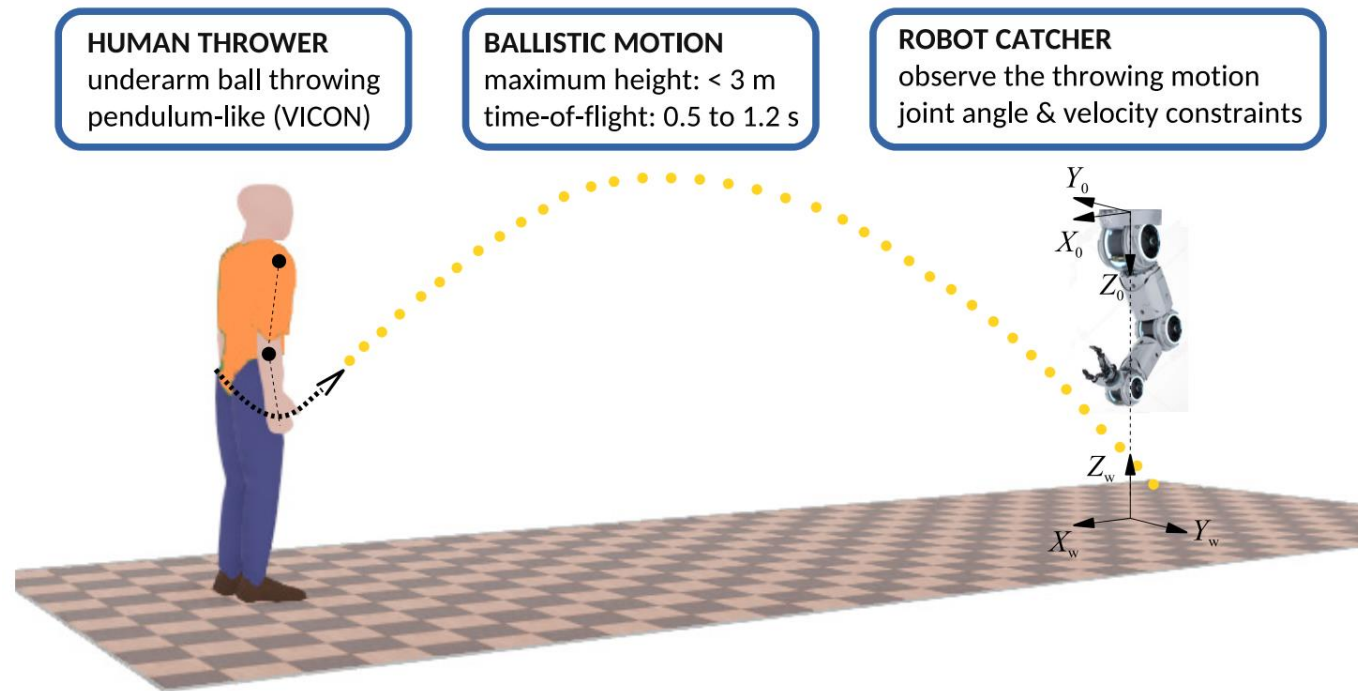 HUMAN THROWER
underarm ball throwing
pendulum-like (VICON)
BALLISTIC MOTION
maximum height: < 3 m
time-of-flight: 0.5 to 1.2 s
ROBOT CATCHER
observe the throwing motion
joint angle & velocity constraints
Y0
X0
Z0
Zw
Xw
Yw